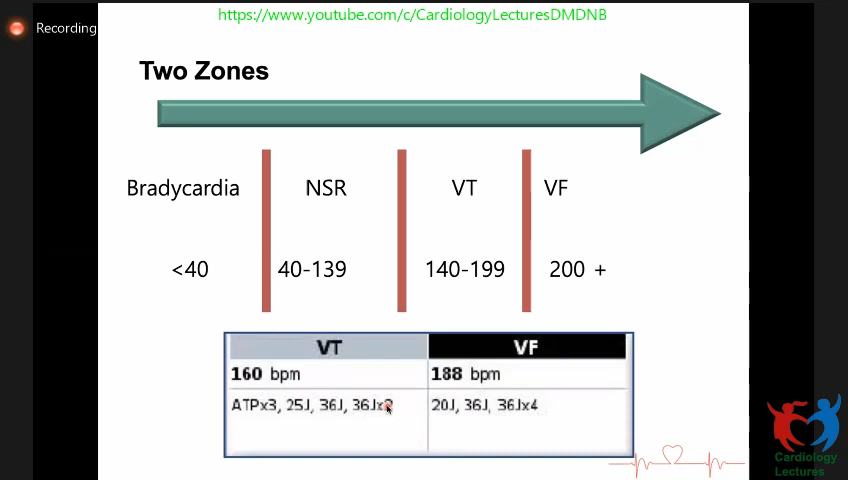 https://www.youtube.com/c/CardiologyLecturesDMDNB
Recording
Two Zones
Bradycardia NSR VT VF
<40 40-139 140-199 200 +
VT VF
160 bpm 188 bpm
ATPx3, 25J, 36J, 20J, 36J, 36Jx4
Cardiology
Lectures